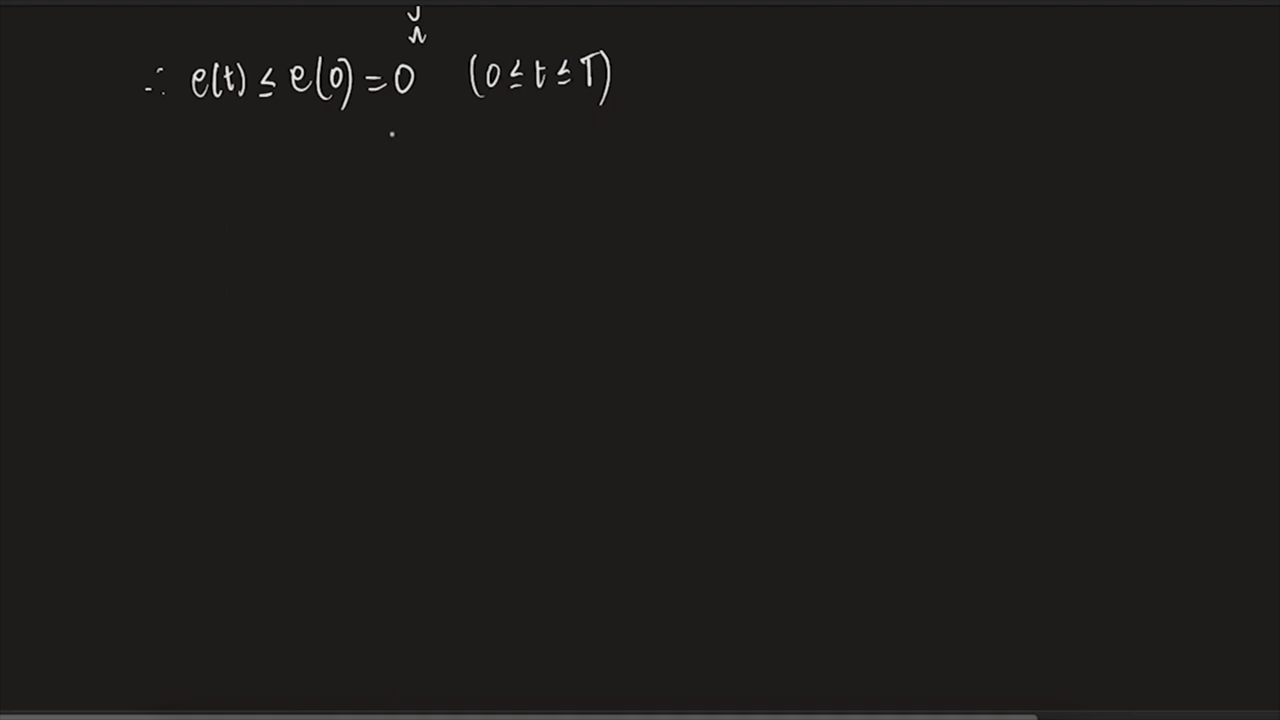 ∴ e(t) ≤ e(0) = 0 (0 ≤ t ≤ T)